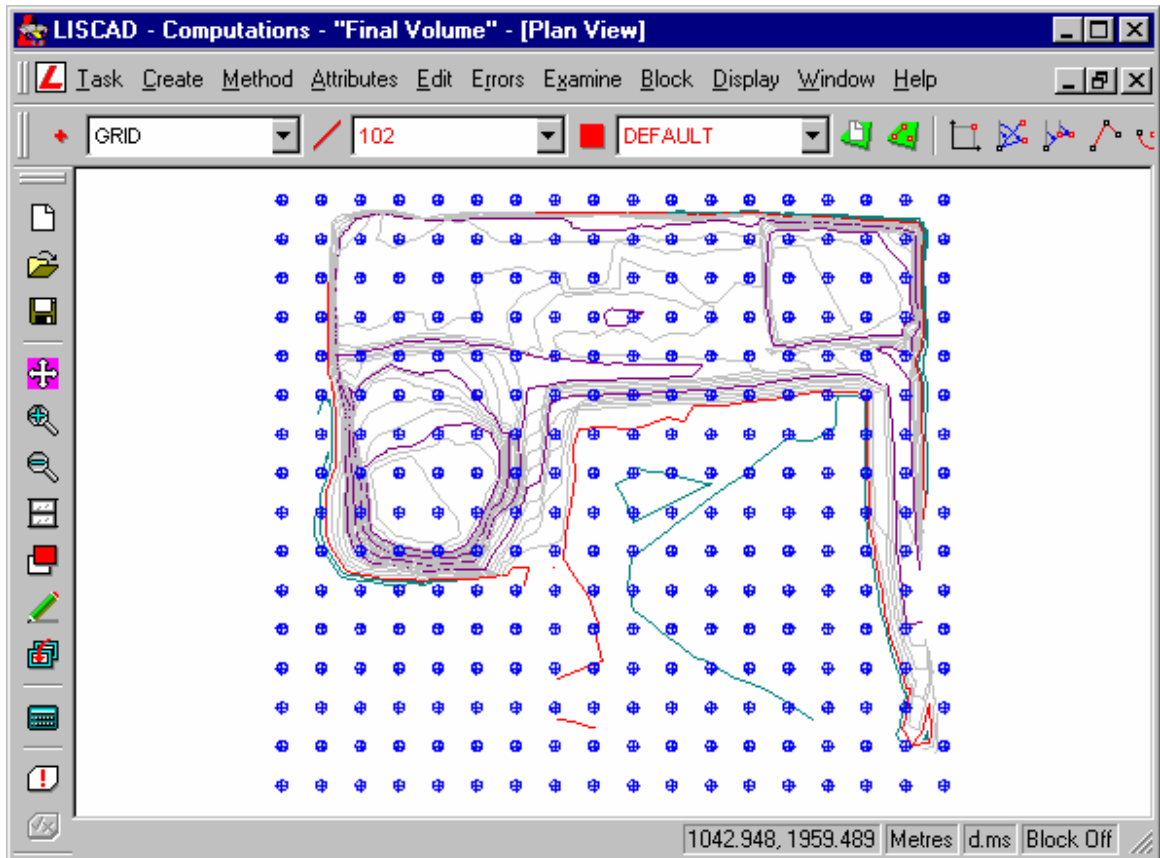 LISCAD - Computations - "Final Volume" - [Plan View]
Task Create Method Attributes Edit Errors Examine Block Display Window Help
GRID 102 DEFAULT
1042.948, 1959.489 Metres d.ms Block Off